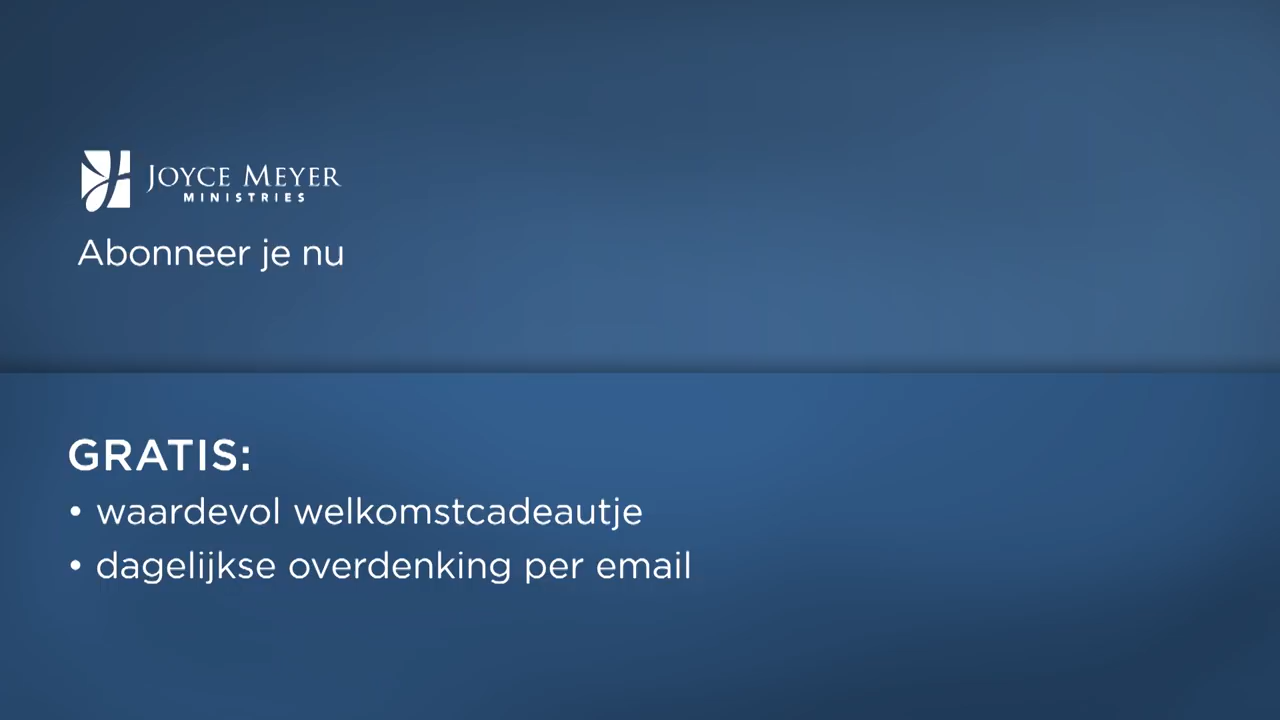 JOYCE MEYER
MINISTRIES
Abonneer je nu
GRATIS:
• waardevol welkomstcadeautje
• dagelijkse overdenking per email